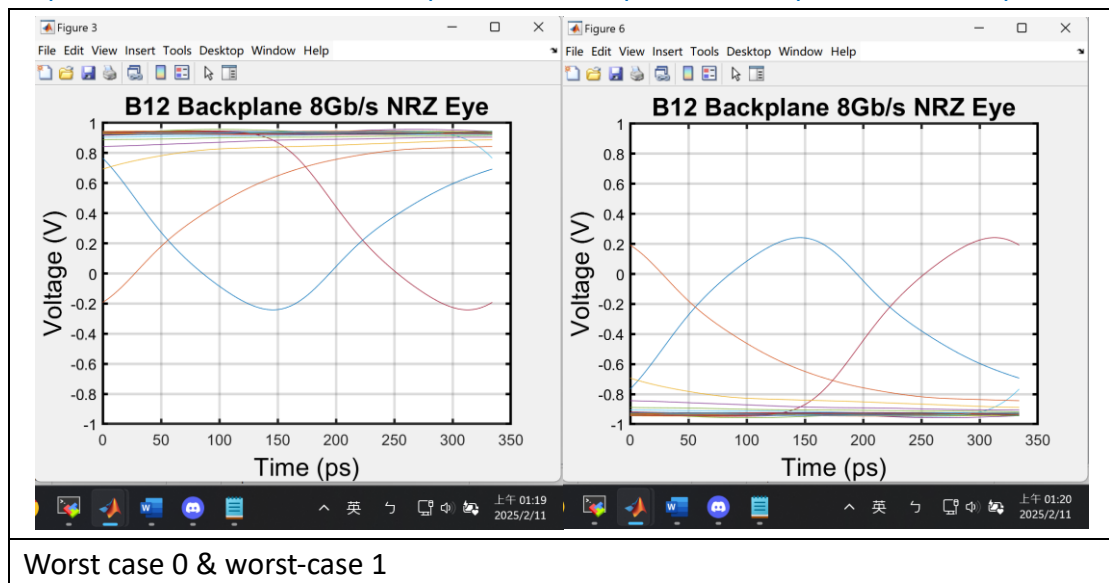 Figure 3
File Edit View Insert Tools Desktop Window Help
B12 Backplane 8Gb/s NRZ Eye
Voltage (V)
1
0.8
0.6
0.4
0.2
0
-0.2
-0.4
-0.6
-0.8
-1
0 50 100 150 200 250 300 350
Time (ps)
英 ㄅ 上午 01:19
2025/2/11
Figure 6
File Edit View Insert Tools Desktop Window Help
B12 Backplane 8Gb/s NRZ Eye
Voltage (V)
1
0.8
0.6
0.4
0.2
0
-0.2
-0.4
-0.6
-0.8
-1
0 50 100 150 200 250 300 350
Time (ps)
英 ㄅ 上午 01:20
2025/2/11
Worst case 0 & worst-case 1